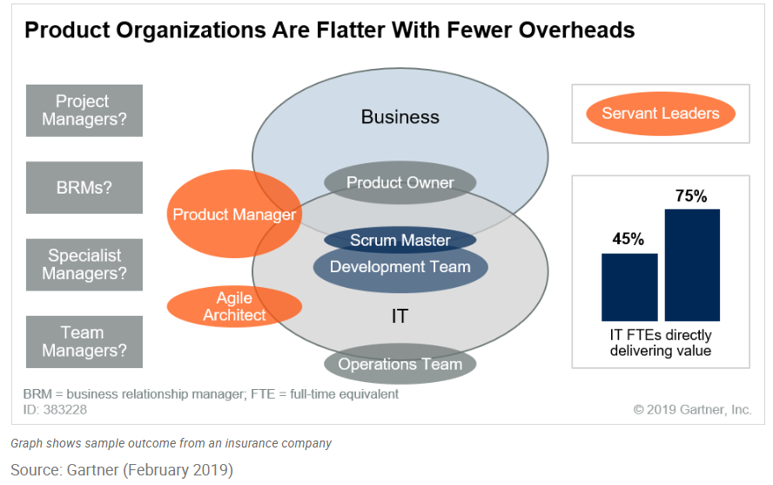 Product Organizations Are Flatter With Fewer Overheads
Project
Managers?
BRMs?
Specialist
Managers?
Team
Managers?
Business
Product Owner
Product Manager
Scrum Master
Development Team
Agile
Architect
IT
Operations Team
Servant Leaders
75%
45%
IT FTEs directly
delivering value
BRM = business relationship manager; FTE = full-time equivalent
ID: 383228
© 2019 Gartner, Inc.
Graph shows sample outcome from an insurance company
Source: Gartner (February 2019)